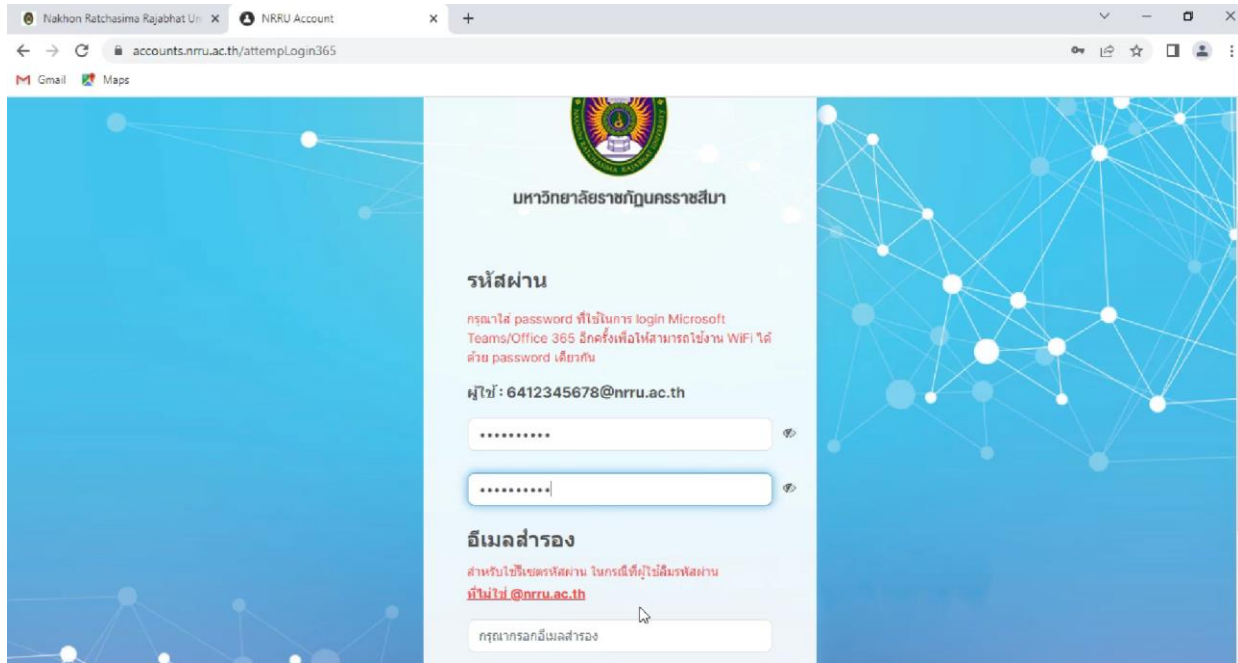 Nakhon Ratchasima Rajabhat Un
NRRU Account
accounts.nrru.ac.th/attempLogin365
Gmail
Maps
NAKHON RATCHASIMA RAJABHAT UNIVERSITY
มหาวิทยาลัยราชภัฏนครราชสีมา
รหัสผ่าน
กรุณาใส่ password ที่ใช้ในการ login Microsoft
Teams/Office 365 อีกครั้งเพื่อให้สามารถใช้งาน WiFi ได้
ด้วย password เดียวกัน
ผู้ใช้ : 6412345678@nrru.ac.th
••••••••••
••••••••••
อีเมลสำรอง
สำหรับใช้รีเซตรหัสผ่าน ในกรณีที่ผู้ใช้ลืมรหัสผ่าน
ที่ไม่ใช่ @nrru.ac.th
กรุณากรอกอีเมลสำรอง